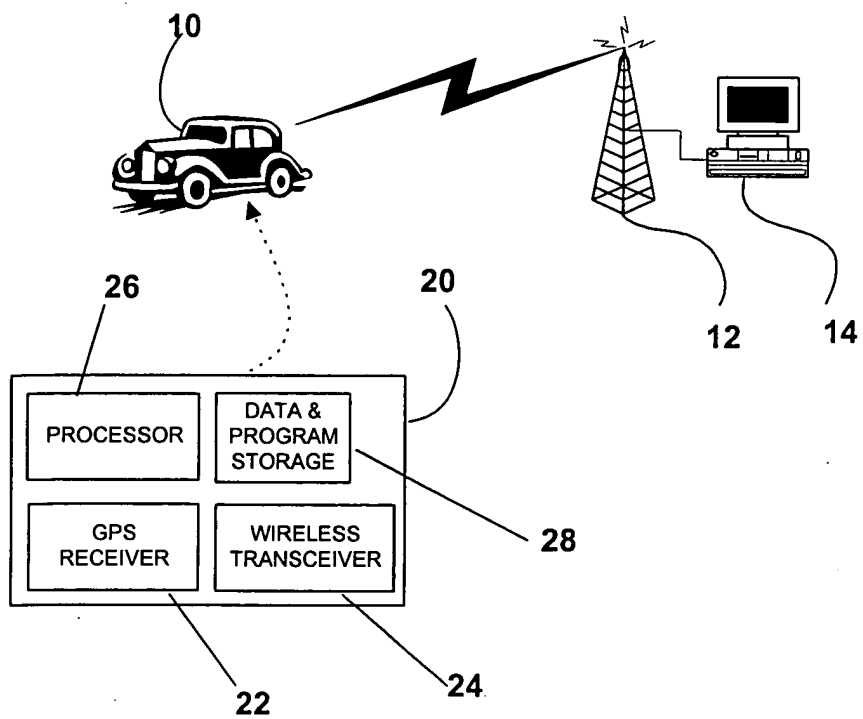 10
26
20
12
14
PROCESSOR
DATA &
PROGRAM
STORAGE
GPS
RECEIVER
WIRELESS
TRANSCEIVER
28
22
24